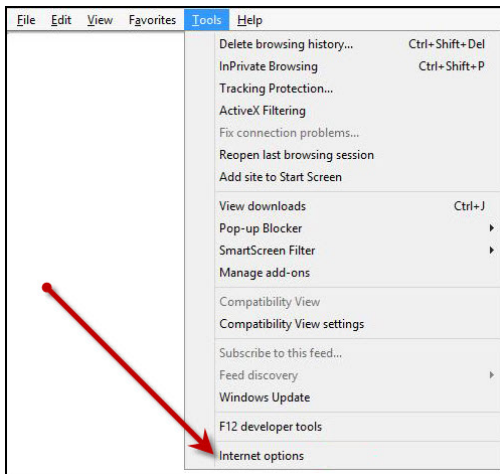 File Edit View Favorites Tools Help
Delete browsing history... Ctrl+Shift+Del
InPrivate Browsing Ctrl+Shift+P
Tracking Protection...
ActiveX Filtering
Fix connection problems...
Reopen last browsing session
Add site to Start Screen
View downloads Ctrl+J
Pop-up Blocker
SmartScreen Filter
Manage add-ons
Compatibility View
Compatibility View settings
Subscribe to this feed...
Feed discovery
Windows Update
F12 developer tools
Internet options